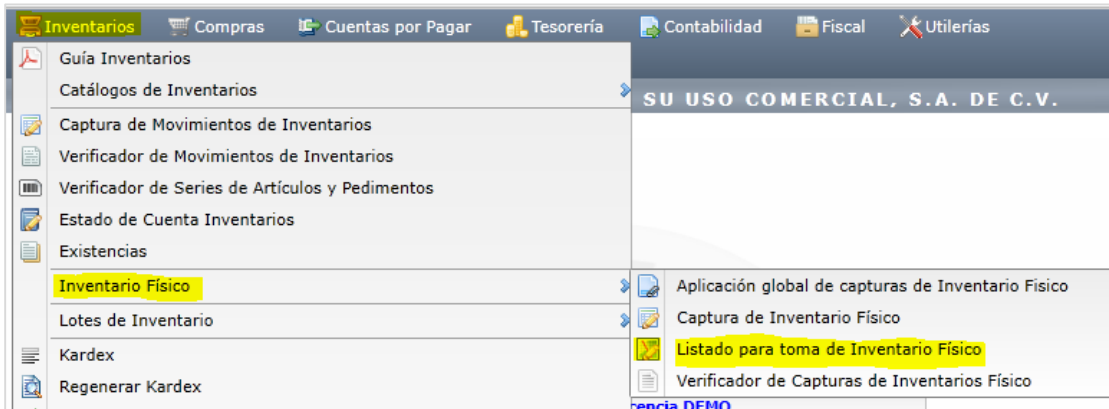 Inventarios Compras Cuentas por Pagar Tesorería Contabilidad Fiscal Utilerías
SU USO COMERCIAL, S.A. DE C.V.
Guía Inventarios
Catálogos de Inventarios
Captura de Movimientos de Inventarios
Verificador de Movimientos de Inventarios
Verificador de Series de Artículos y Pedimentos
Estado de Cuenta Inventarios
Existencias
Inventario Físico
Lotes de Inventario
Kardex
Regenerar Kardex
Aplicación global de capturas de Inventario Fisico
Captura de Inventario Físico
Listado para toma de Inventario Físico
Verificador de Capturas de Inventarios Físico
DEMO